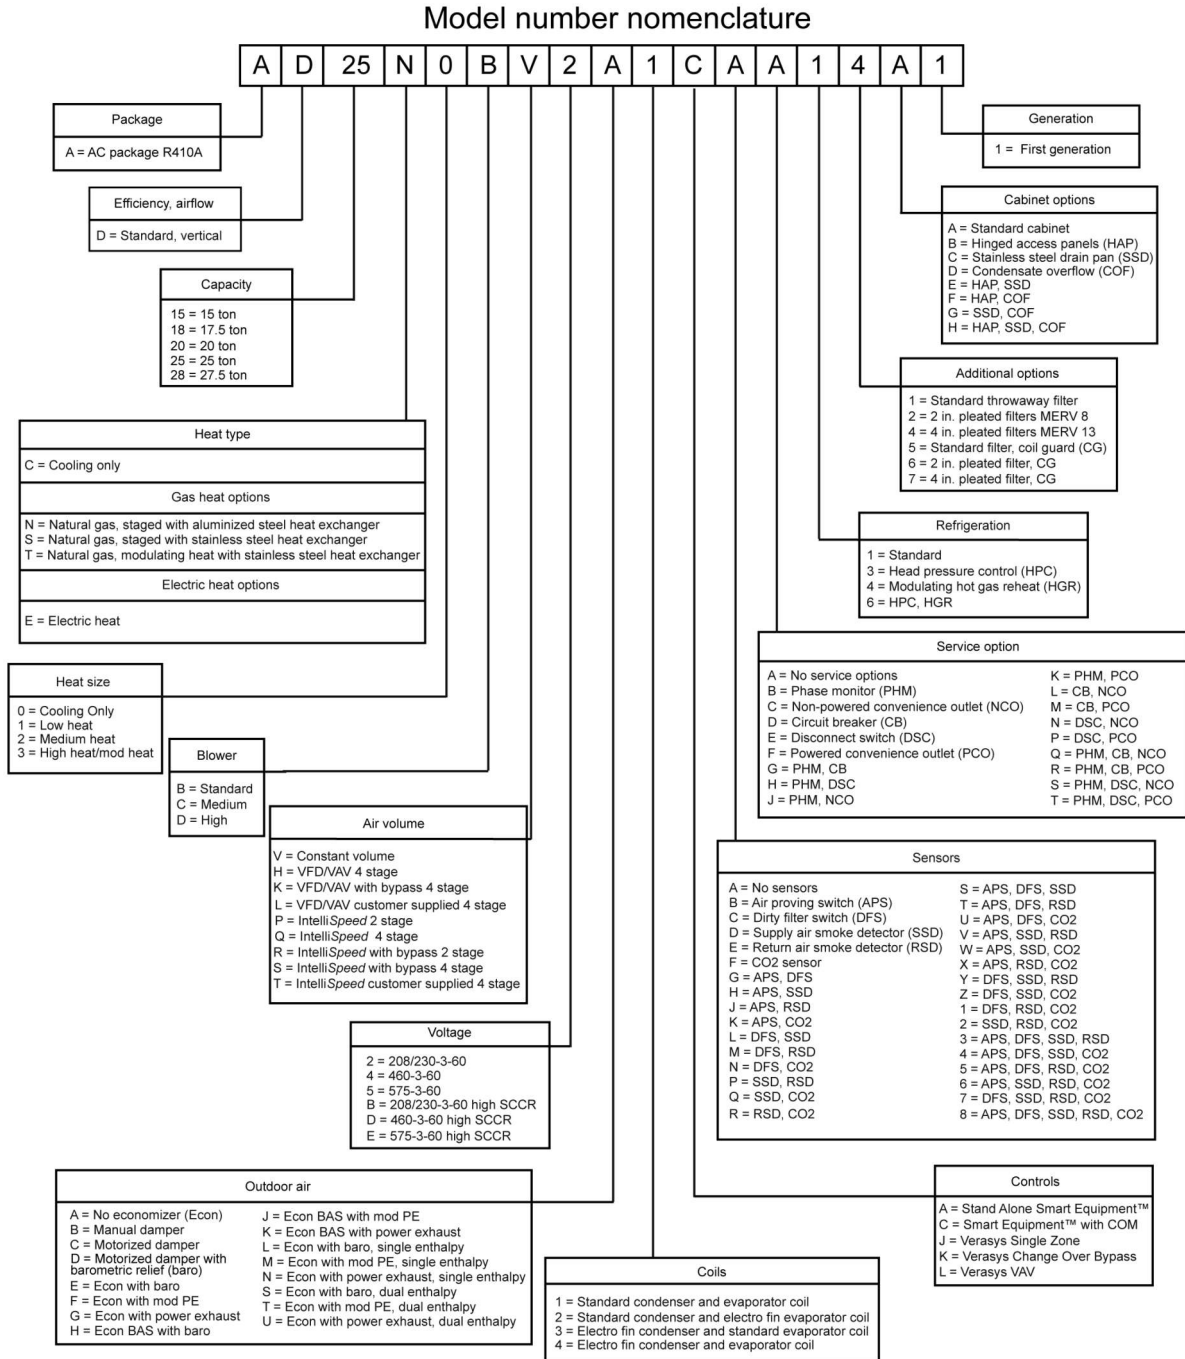 Model number nomenclature
A D 25 N 0 B V 2 A 1 C A A 1 4 A 1
Package
A = AC package R410A
Efficiency, airflow
D = Standard, vertical
Capacity
15 = 15 ton
18 = 17.5 ton
20 = 20 ton
25 = 25 ton
28 = 27.5 ton
Heat type
C = Cooling only
Gas heat options
N = Natural gas, staged with aluminized steel heat exchanger
S = Natural gas, staged with stainless steel heat exchanger
T = Natural gas, modulating heat with stainless steel heat exchanger
Electric heat options
E = Electric heat
Heat size
0 = Cooling Only
1 = Low heat
2 = Medium heat
3 = High heat/mod heat
Blower
B = Standard
C = Medium
D = High
Air volume
V = Constant volume
H = VFD/VAV 4 stage
K = VFD/VAV with bypass 4 stage
L = VFD/VAV customer supplied 4 stage
P = IntelliSpeed 2 stage
Q = IntelliSpeed 4 stage
R = IntelliSpeed with bypass 2 stage
S = IntelliSpeed with bypass 4 stage
T = IntelliSpeed customer supplied 4 stage
Voltage
2 = 208/230-3-60
4 = 460-3-60
5 = 575-3-60
B = 208/230-3-60 high SCCR
D = 460-3-60 high SCCR
E = 575-3-60 high SCCR
Outdoor air
A = No economizer (Econ)
B = Manual damper
C = Motorized damper
D = Motorized damper with
barometric relief (baro)
E = Econ with baro
F = Econ with mod PE
G = Econ with power exhaust
H = Econ BAS with baro
J = Econ BAS with mod PE
K = Econ BAS with power exhaust
L = Econ with baro, single enthalpy
M = Econ with mod PE, single enthalpy
N = Econ with power exhaust, single enthalpy
S = Econ with baro, dual enthalpy
T = Econ with mod PE, dual enthalpy
U = Econ with power exhaust, dual enthalpy
Coils
1 = Standard condenser and evaporator coil
2 = Standard condenser and electro fin evaporator coil
3 = Electro fin condenser and standard evaporator coil
4 = Electro fin condenser and evaporator coil
Generation
1 = First generation
Cabinet options
A = Standard cabinet
B = Hinged access panels (HAP)
C = Stainless steel drain pan (SSD)
D = Condensate overflow (COF)
E = HAP, SSD
F = HAP, COF
G = SSD, COF
H = HAP, SSD, COF
Additional options
1 = Standard throwaway filter
2 = 2 in. pleated filters MERV 8
4 = 4 in. pleated filters MERV 13
5 = Standard filter, coil guard (CG)
6 = 2 in. pleated filter, CG
7 = 4 in. pleated filter, CG
Refrigeration
1 = Standard
3 = Head pressure control (HPC)
4 = Modulating hot gas reheat (HGR)
6 = HPC, HGR
Service option
A = No service options
B = Phase monitor (PHM)
C = Non-powered convenience outlet (NCO)
D = Circuit breaker (CB)
E = Disconnect switch (DSC)
F = Powered convenience outlet (PCO)
G = PHM, CB
H = PHM, DSC
J = PHM, NCO
K = PHM, PCO
L = CB, NCO
M = CB, PCO
N = DSC, NCO
P = DSC, PCO
Q = PHM, CB, NCO
R = PHM, CB, PCO
S = PHM, DSC, NCO
T = PHM, DSC, PCO
Sensors
A = No sensors
B = Air proving switch (APS)
C = Dirty filter switch (DFS)
D = Supply air smoke detector (SSD)
E = Return air smoke detector (RSD)
F = CO2 sensor
G = APS, DFS
H = APS, SSD
J = APS, RSD
K = APS, CO2
L = DFS, SSD
M = DFS, RSD
N = DFS, CO2
P = SSD, RSD
Q = SSD, CO2
R = RSD, CO2
S = APS, DFS, SSD
T = APS, DFS, RSD
U = APS, DFS, CO2
V = APS, SSD, RSD
W = APS, SSD, CO2
X = APS, RSD, CO2
Y = DFS, SSD, RSD
Z = DFS, SSD, CO2
1 = DFS, RSD, CO2
2 = SSD, RSD, CO2
3 = APS, DFS, SSD, RSD
4 = APS, DFS, SSD, CO2
5 = APS, DFS, RSD, CO2
6 = APS, SSD, RSD, CO2
7 = DFS, SSD, RSD, CO2
8 = APS, DFS, SSD, RSD, CO2
Controls
A = Stand Alone Smart Equipment™
C = Smart Equipment™ with COM
J = Verasys Single Zone
K = Verasys Change Over Bypass
L = Verasys VAV